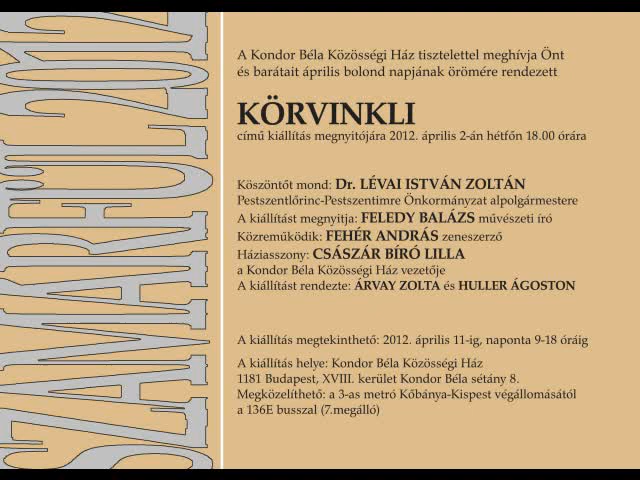 SZAMÁRFÜL 2012
A Kondor Béla Közösségi Ház tisztelettel meghívja Önt
és barátait április bolond napjának örömére rendezett
KÖRVINKLI
című kiállítás megnyitójára 2012. április 2-án hétfőn 18.00 órára
Köszöntőt mond: Dr. LÉVAI ISTVÁN ZOLTÁN
Pestszentlőrinc-Pestszentimre Önkormányzat alpolgármestere
A kiállítást megnyitja: FELEDY BALÁZS művészeti író
Közreműködik: FEHÉR ANDRÁS zeneszerző
Háziasszony: CSÁSZÁR BÍRÓ LILLA
a Kondor Béla Közösségi Ház vezetője
A kiállítást rendezte: ÁRVAY ZOLTA és HULLER ÁGOSTON
A kiállítás megtekinthető: 2012. április 11-ig, naponta 9-18 óráig
A kiállítás helye: Kondor Béla Közösségi Ház
1181 Budapest, XVIII. kerület Kondor Béla sétány 8.
Megközelíthető: a 3-as metró Kőbánya-Kispest végállomásától
a 136E busszal (7.megálló)